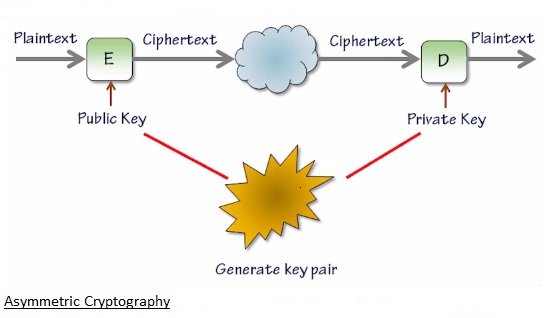 Plaintext Ciphertext Ciphertext Plaintext
E D
Public Key Private Key
Generate key pair
Asymmetric Cryptography